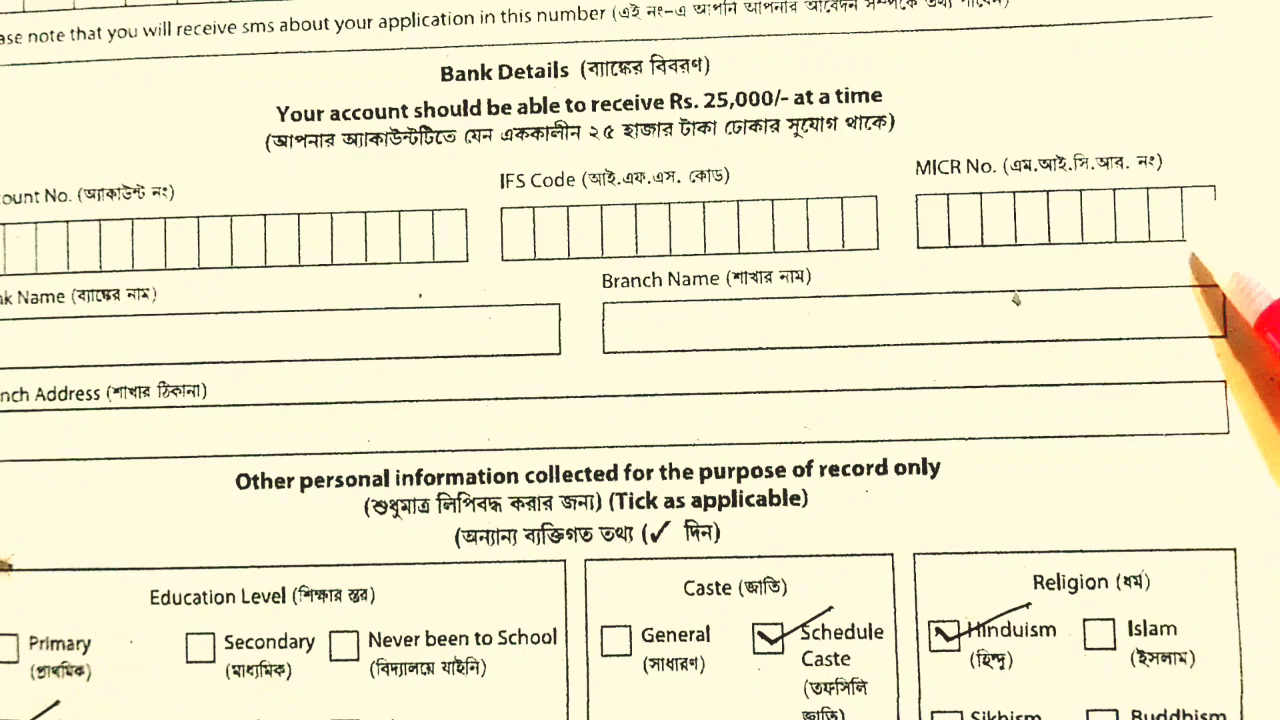 ase note that you will receive sms about your application in this number (এই নং-এ আপনি আপনার আবেদন সম্পর্কে তথ্য পাবেন)
Bank Details (ব্যাঙ্কের বিবরণ)
Your account should be able to receive Rs. 25,000/- at a time
(আপনার অ্যাকাউন্টটিতে যেন এককালীন ২৫ হাজার টাকা ঢোকার সুযোগ থাকে)
ount No. (অ্যাকাউন্ট নং)
IFS Code (আই.এফ.এস. কোড)
MICR No. (এম.আই.সি.আর. নং)
nk Name (ব্যাঙ্কের নাম)
Branch Name (শাখার নাম)
nch Address (শাখার ঠিকানা)
Other personal information collected for the purpose of record only
(শুধুমাত্র লিপিবদ্ধ করার জন্য) (Tick as applicable)
(অন্যান্য ব্যক্তিগত তথ্য (✓ দিন)
Education Level (শিক্ষার স্তর)
Primary
(প্রাথমিক)
Secondary
(মাধ্যমিক)
Never been to School
(বিদ্যালয়ে যাইনি)
Caste (জাতি)
General
(সাধারণ)
Schedule
Caste
(তফসিলি
জাতি)
Religion (ধর্ম)
Hinduism
(হিন্দু)
Islam
(ইসলাম)
Sikhism
Buddhism